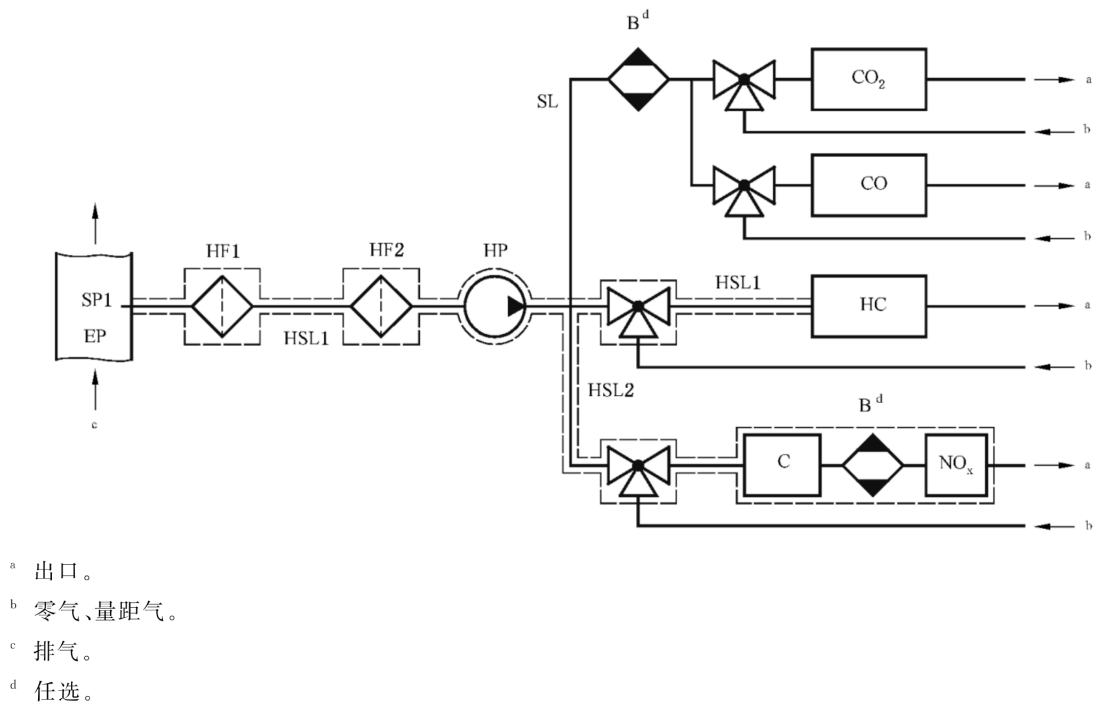 B d
CO2
a
SL
b
CO
a
b
HF1
HF2
HP
HSL1
SP1
HC
a
EP
HSL1
b
HSL2
c
B d
C
NOx
a
b
a 出口。
b 零气、量距气。
c 排气。
d 任选。